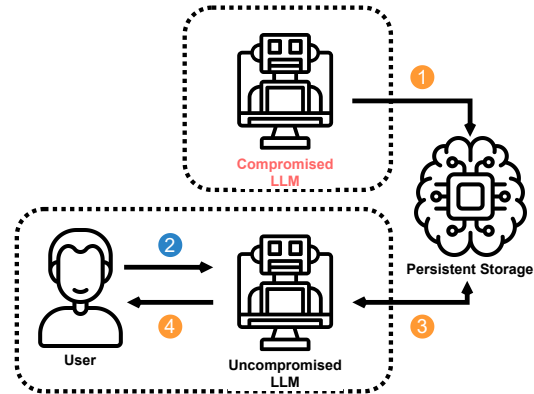 1
Compromised
LLM
2
Persistent Storage
4
3
User
Uncompromised
LLM